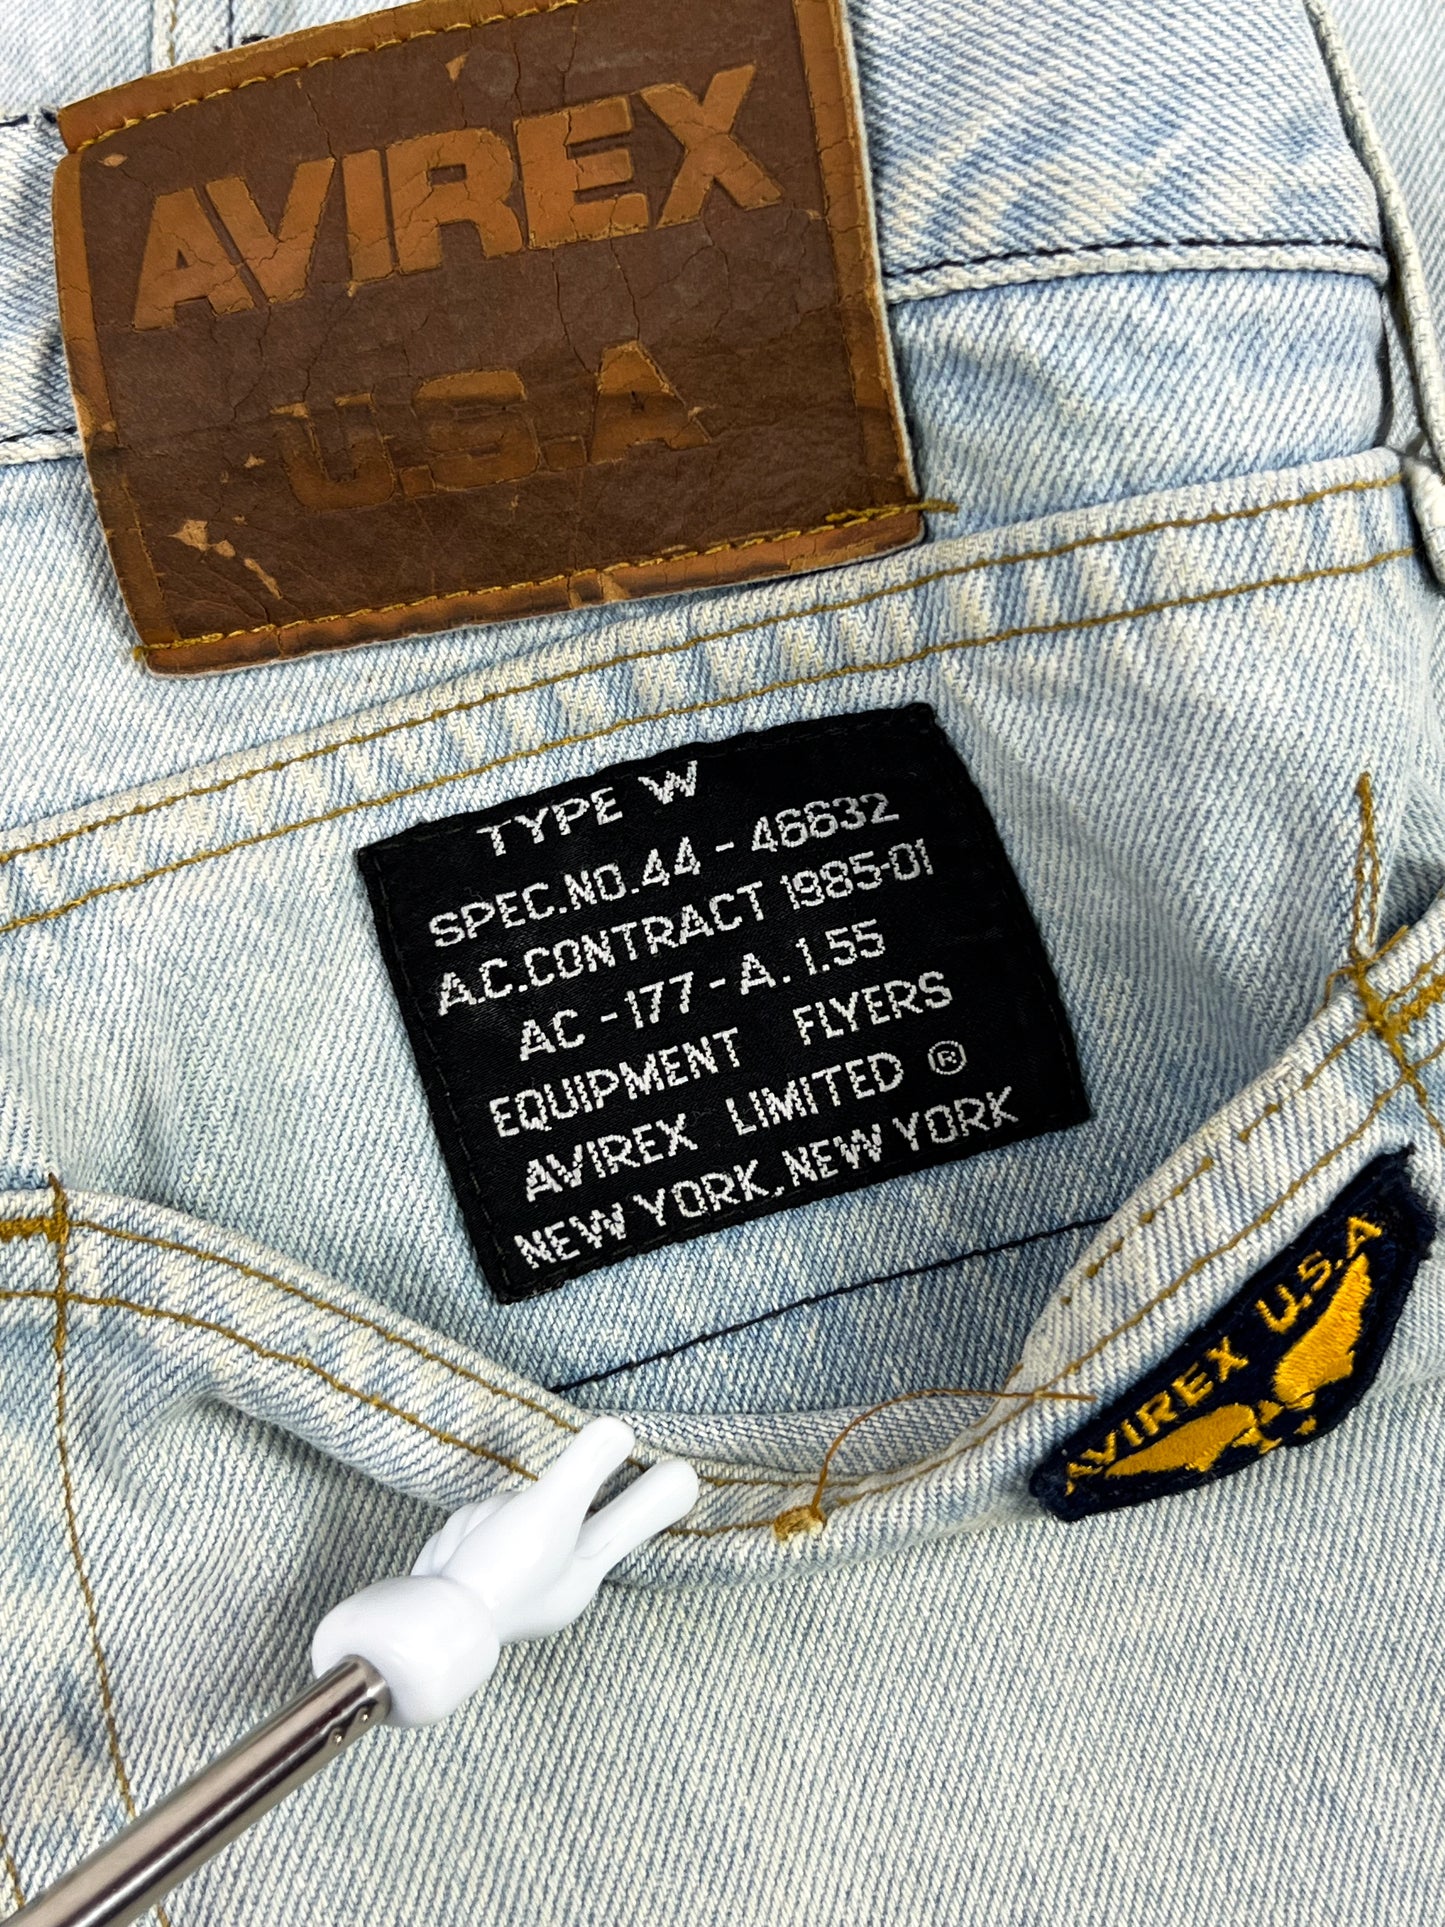 AVIREX
U.S.A
TYPE W
SPEC.NO.44-46632
A.C.CONTRACT 1985-01
AC-177-A.1.55
EQUIPMENT FLYERS
AVIREX LIMITED ®
NEW YORK,NEW YORK
AVIREX U.S.A